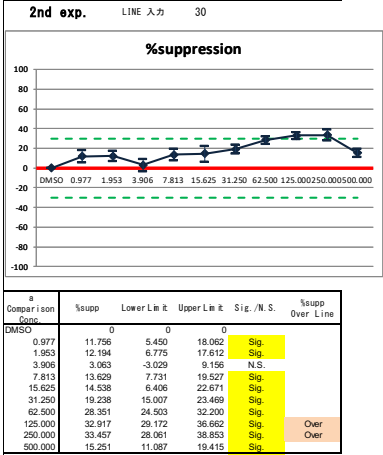 2nd exp. LINE 入力 30
%suppression
100
80
60
40
20
0
DMSO 0.977 1.953 3.906 7.813 15.625 31.250 62.500 125.000 250.000 500.000
-20
-40
-60
-80
-100
a
Comparison Conc. %supp Lower Limit Upper Limit Sig./N.S. %supp Over Line
DMSO 0 0 0
0.977 11.756 5.450 18.062 Sig.
1.953 12.194 6.775 17.612 Sig.
3.906 3.063 -3.029 9.156 N.S.
7.813 13.629 7.731 19.527 Sig.
15.625 14.538 6.406 22.671 Sig.
31.250 19.238 15.007 23.469 Sig.
62.500 28.351 24.503 32.200 Sig.
125.000 32.917 29.172 36.662 Sig. Over
250.000 33.457 28.061 38.853 Sig. Over
500.000 15.251 11.087 19.415 Sig.